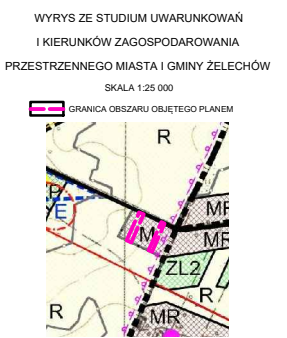 WYRYS ZE STUDIUM UWARUNKOWAŃ
I KIERUNKÓW ZAGOSPODAROWANIA
PRZESTRZENNEGO MIASTA I GMINY ŻELECHÓW
SKALA 1:25 000
GRANICA OBSZARU OBJĘTEGO PLANEM
R
P
E
M
MR
MR
ZL2
R
R
MR